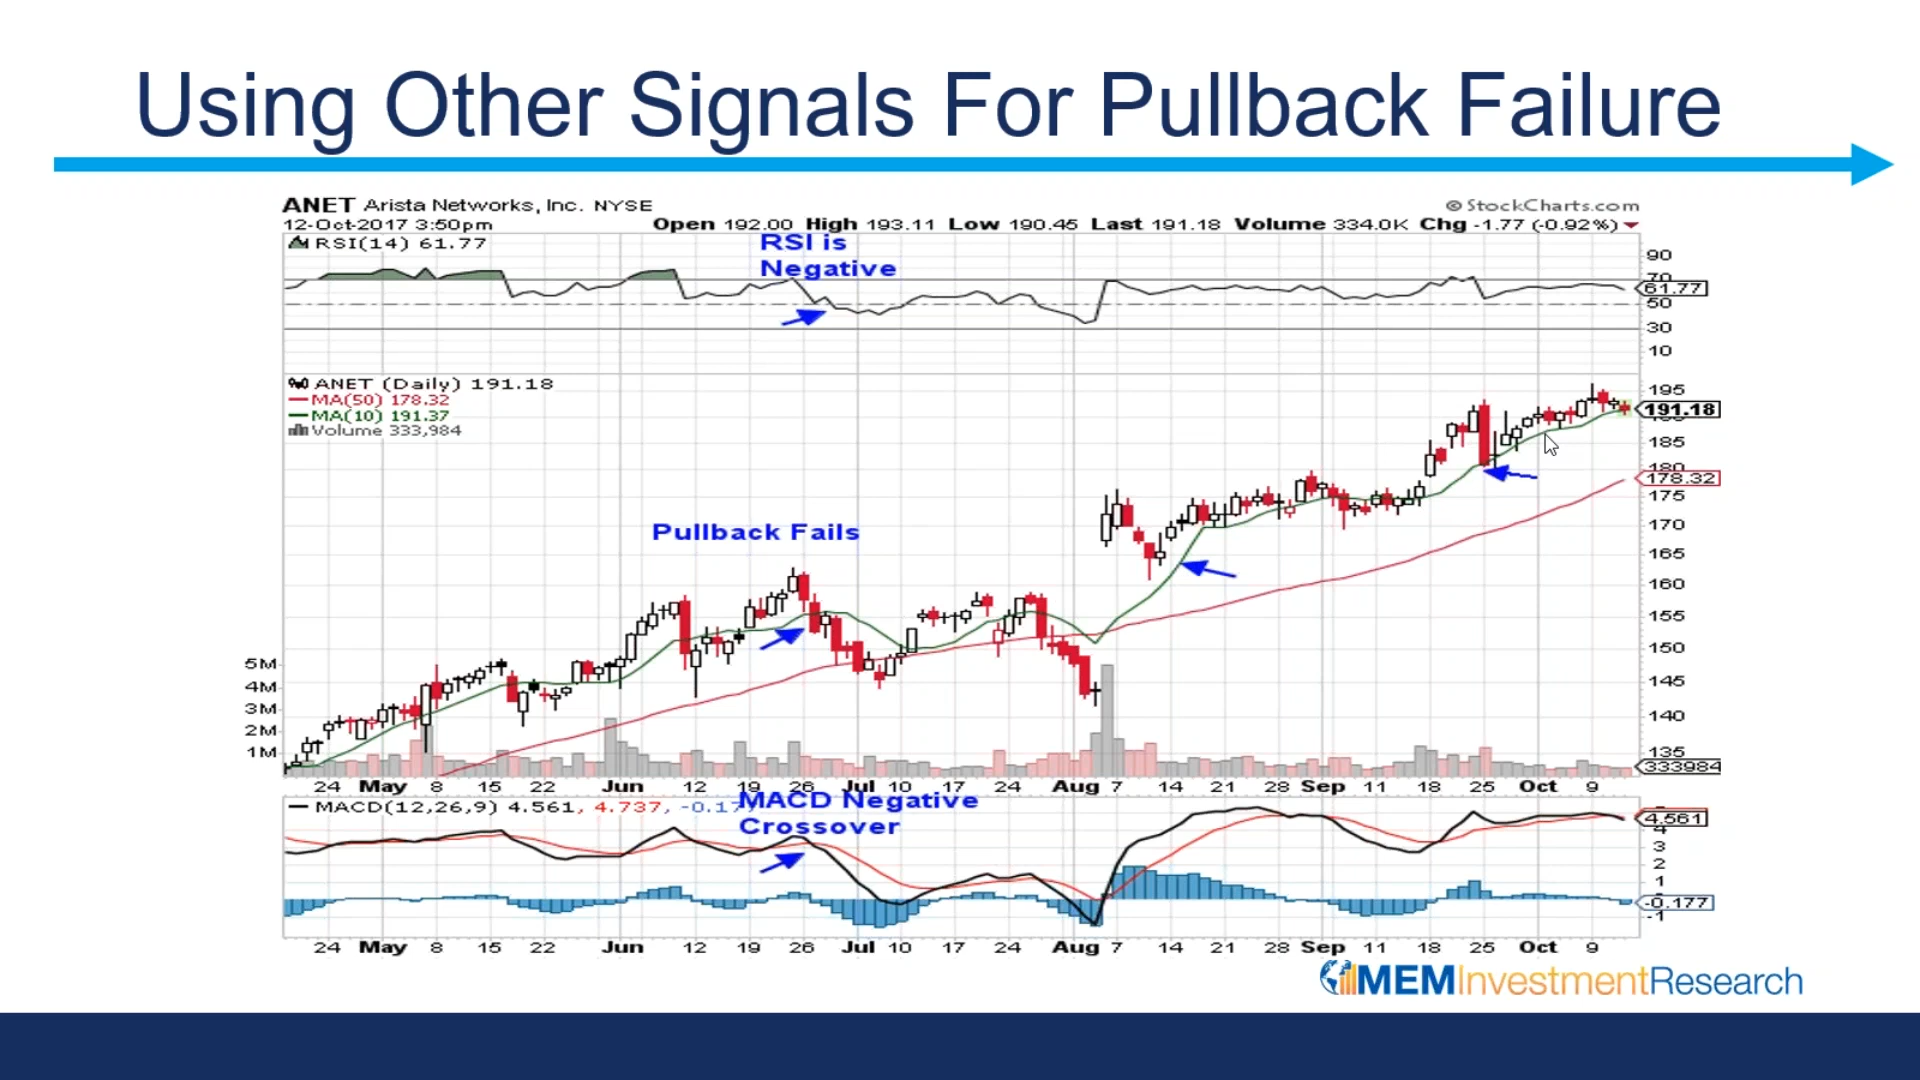 Using Other Signals For Pullback Failure
ANET Arista Networks, Inc. NYSE
© StockCharts.com
12-Oct-2017 3:50pm
Open 192.00 High 193.11 Low 190.45 Last 191.18 Volume 334.0K Chg -1.77 (-0.92%)
RSI(14) 61.77
RSI is
Negative
90
70
61.77
50
30
10
ANET (Daily) 191.18
MA(50) 178.32
MA(10) 191.37
Volume 333,984
195
191.18
185
180
178.32
175
170
165
160
155
150
145
140
135
333984
Pullback Fails
5M
4M
3M
2M
1M
24 May 8 15 22 Jun 12 19 26 Jul 10 17 24 Aug 7 14 21 28 Sep 11 18 25 Oct 9
MACD(12,26,9) 4.561, 4.737, -0.17
MACD Negative
Crossover
4.561
4
3
2
1
-0.177
-1
24 May 8 15 22 Jun 12 19 26 Jul 10 17 24 Aug 7 14 21 28 Sep 11 18 25 Oct 9
MEMInvestmentResearch